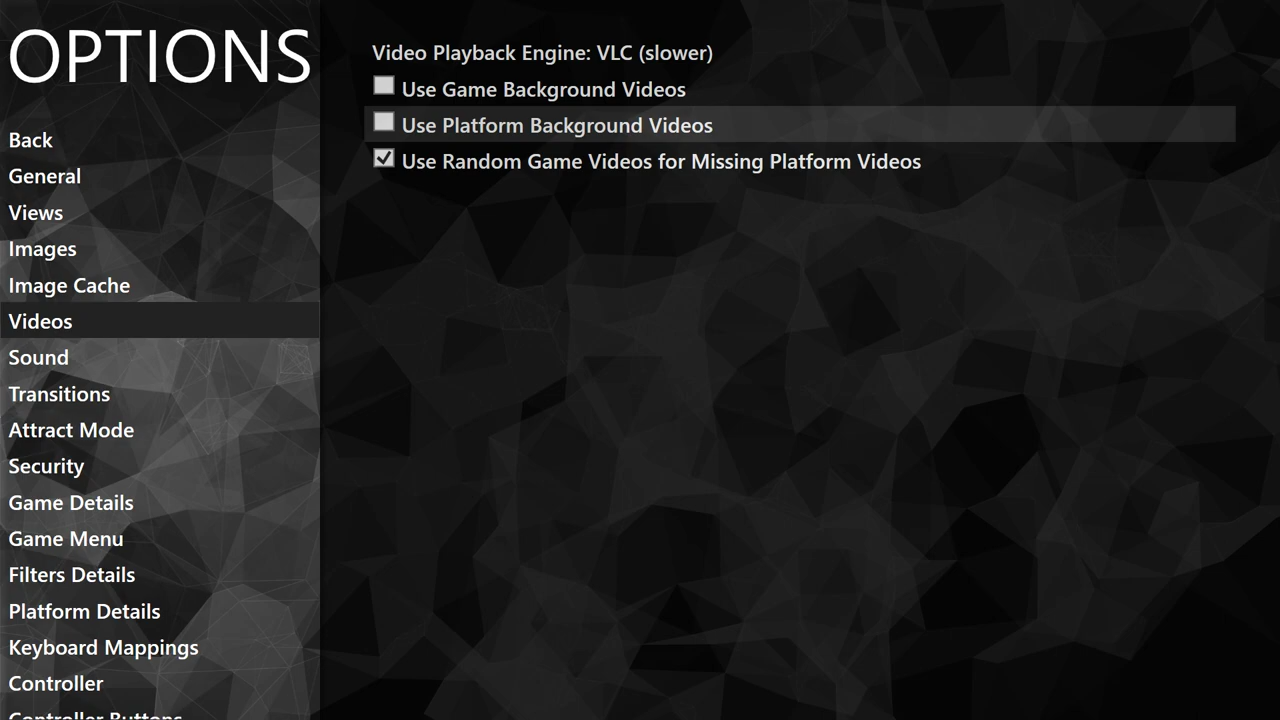 OPTIONS
Back
General
Views
Images
Image Cache
Videos
Sound
Transitions
Attract Mode
Security
Game Details
Game Menu
Filters Details
Platform Details
Keyboard Mappings
Controller
Controller Buttons
Video Playback Engine: VLC (slower)
Use Game Background Videos
Use Platform Background Videos
Use Random Game Videos for Missing Platform Videos